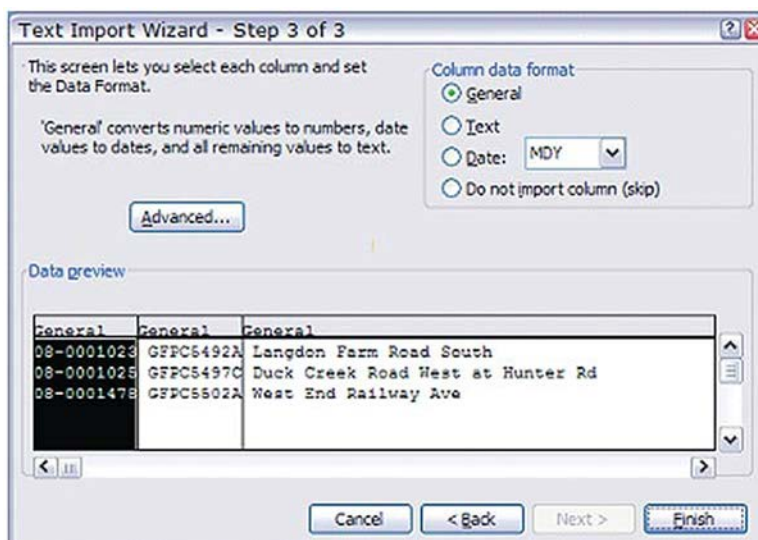 Text Import Wizard - Step 3 of 3
This screen lets you select each column and set
the Data Format.
'General' converts numeric values to numbers, date
values to dates, and all remaining values to text.
Advanced...
Column data format
General
Text
Date: MDY
Do not import column (skip)
Data preview
General General General
08-0001023 GFPC5492A Langdon Farm Road South
08-0001025 GFPC5497C Duck Creek Road West at Hunter Rd
08-0001478 GFPC5502A West End Railway Ave
Cancel < Back Next > Finish